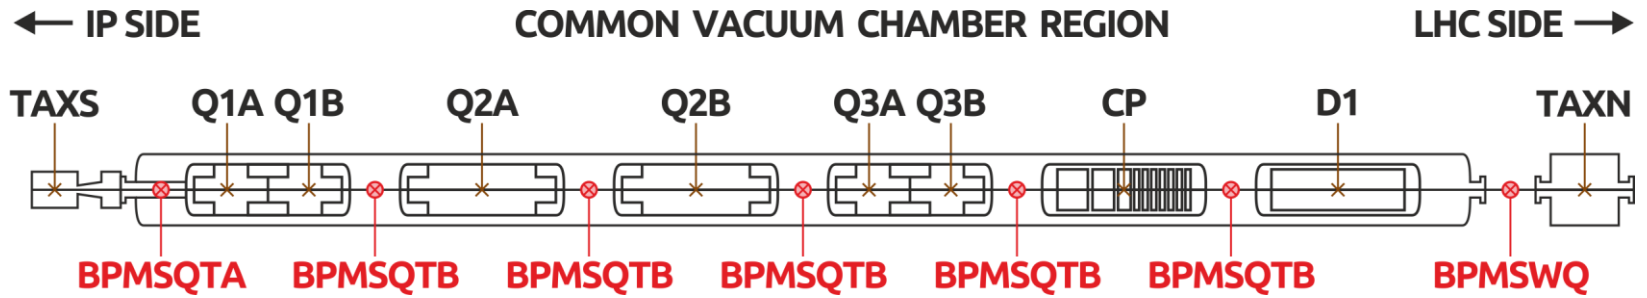 ← IP SIDE COMMON VACUUM CHAMBER REGION LHC SIDE →
TAXS Q1A Q1B Q2A Q2B Q3A Q3B CP D1 TAXN
BPMSQTA BPMSQTB BPMSQTB BPMSQTB BPMSQTB BPMSQTB BPMSWQ